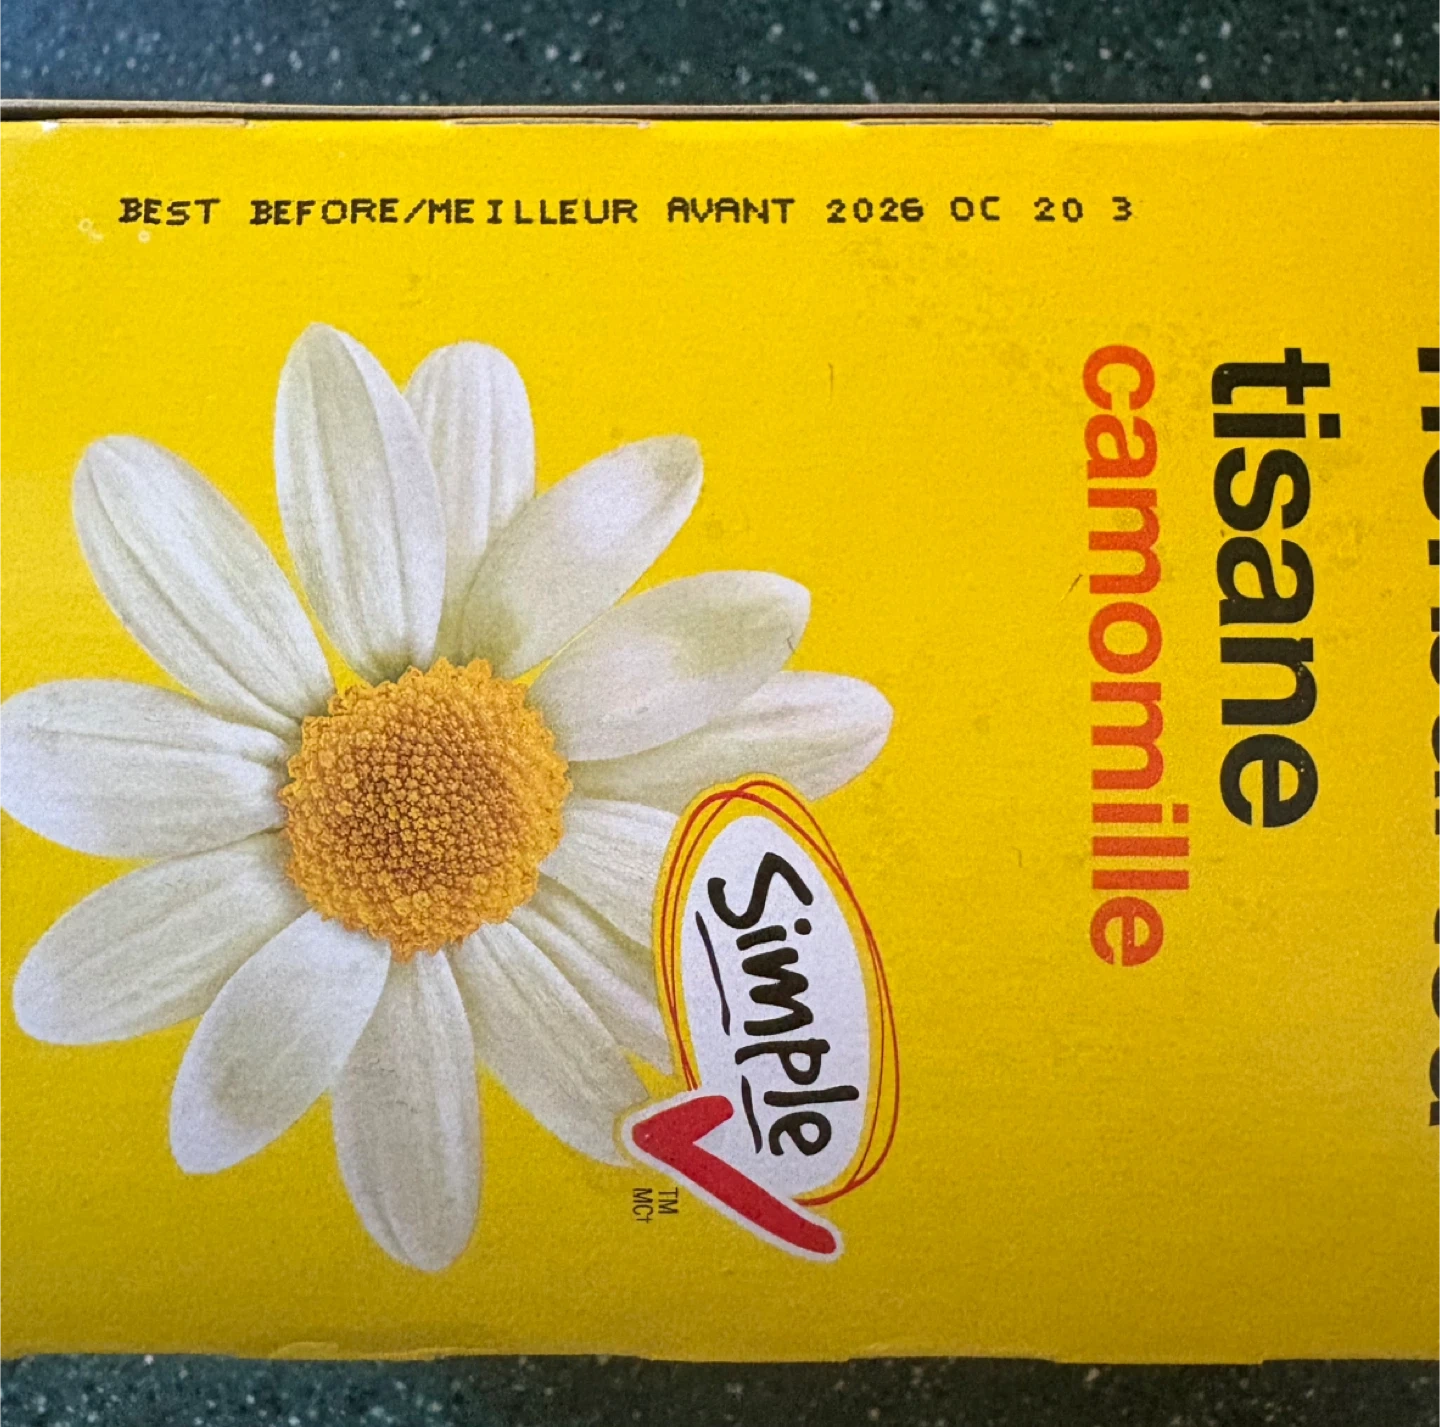 BEST BEFORE/MEILLEUR AVANT 2026 OC 20 3
tisane
camomille
Simple
TM
MC†